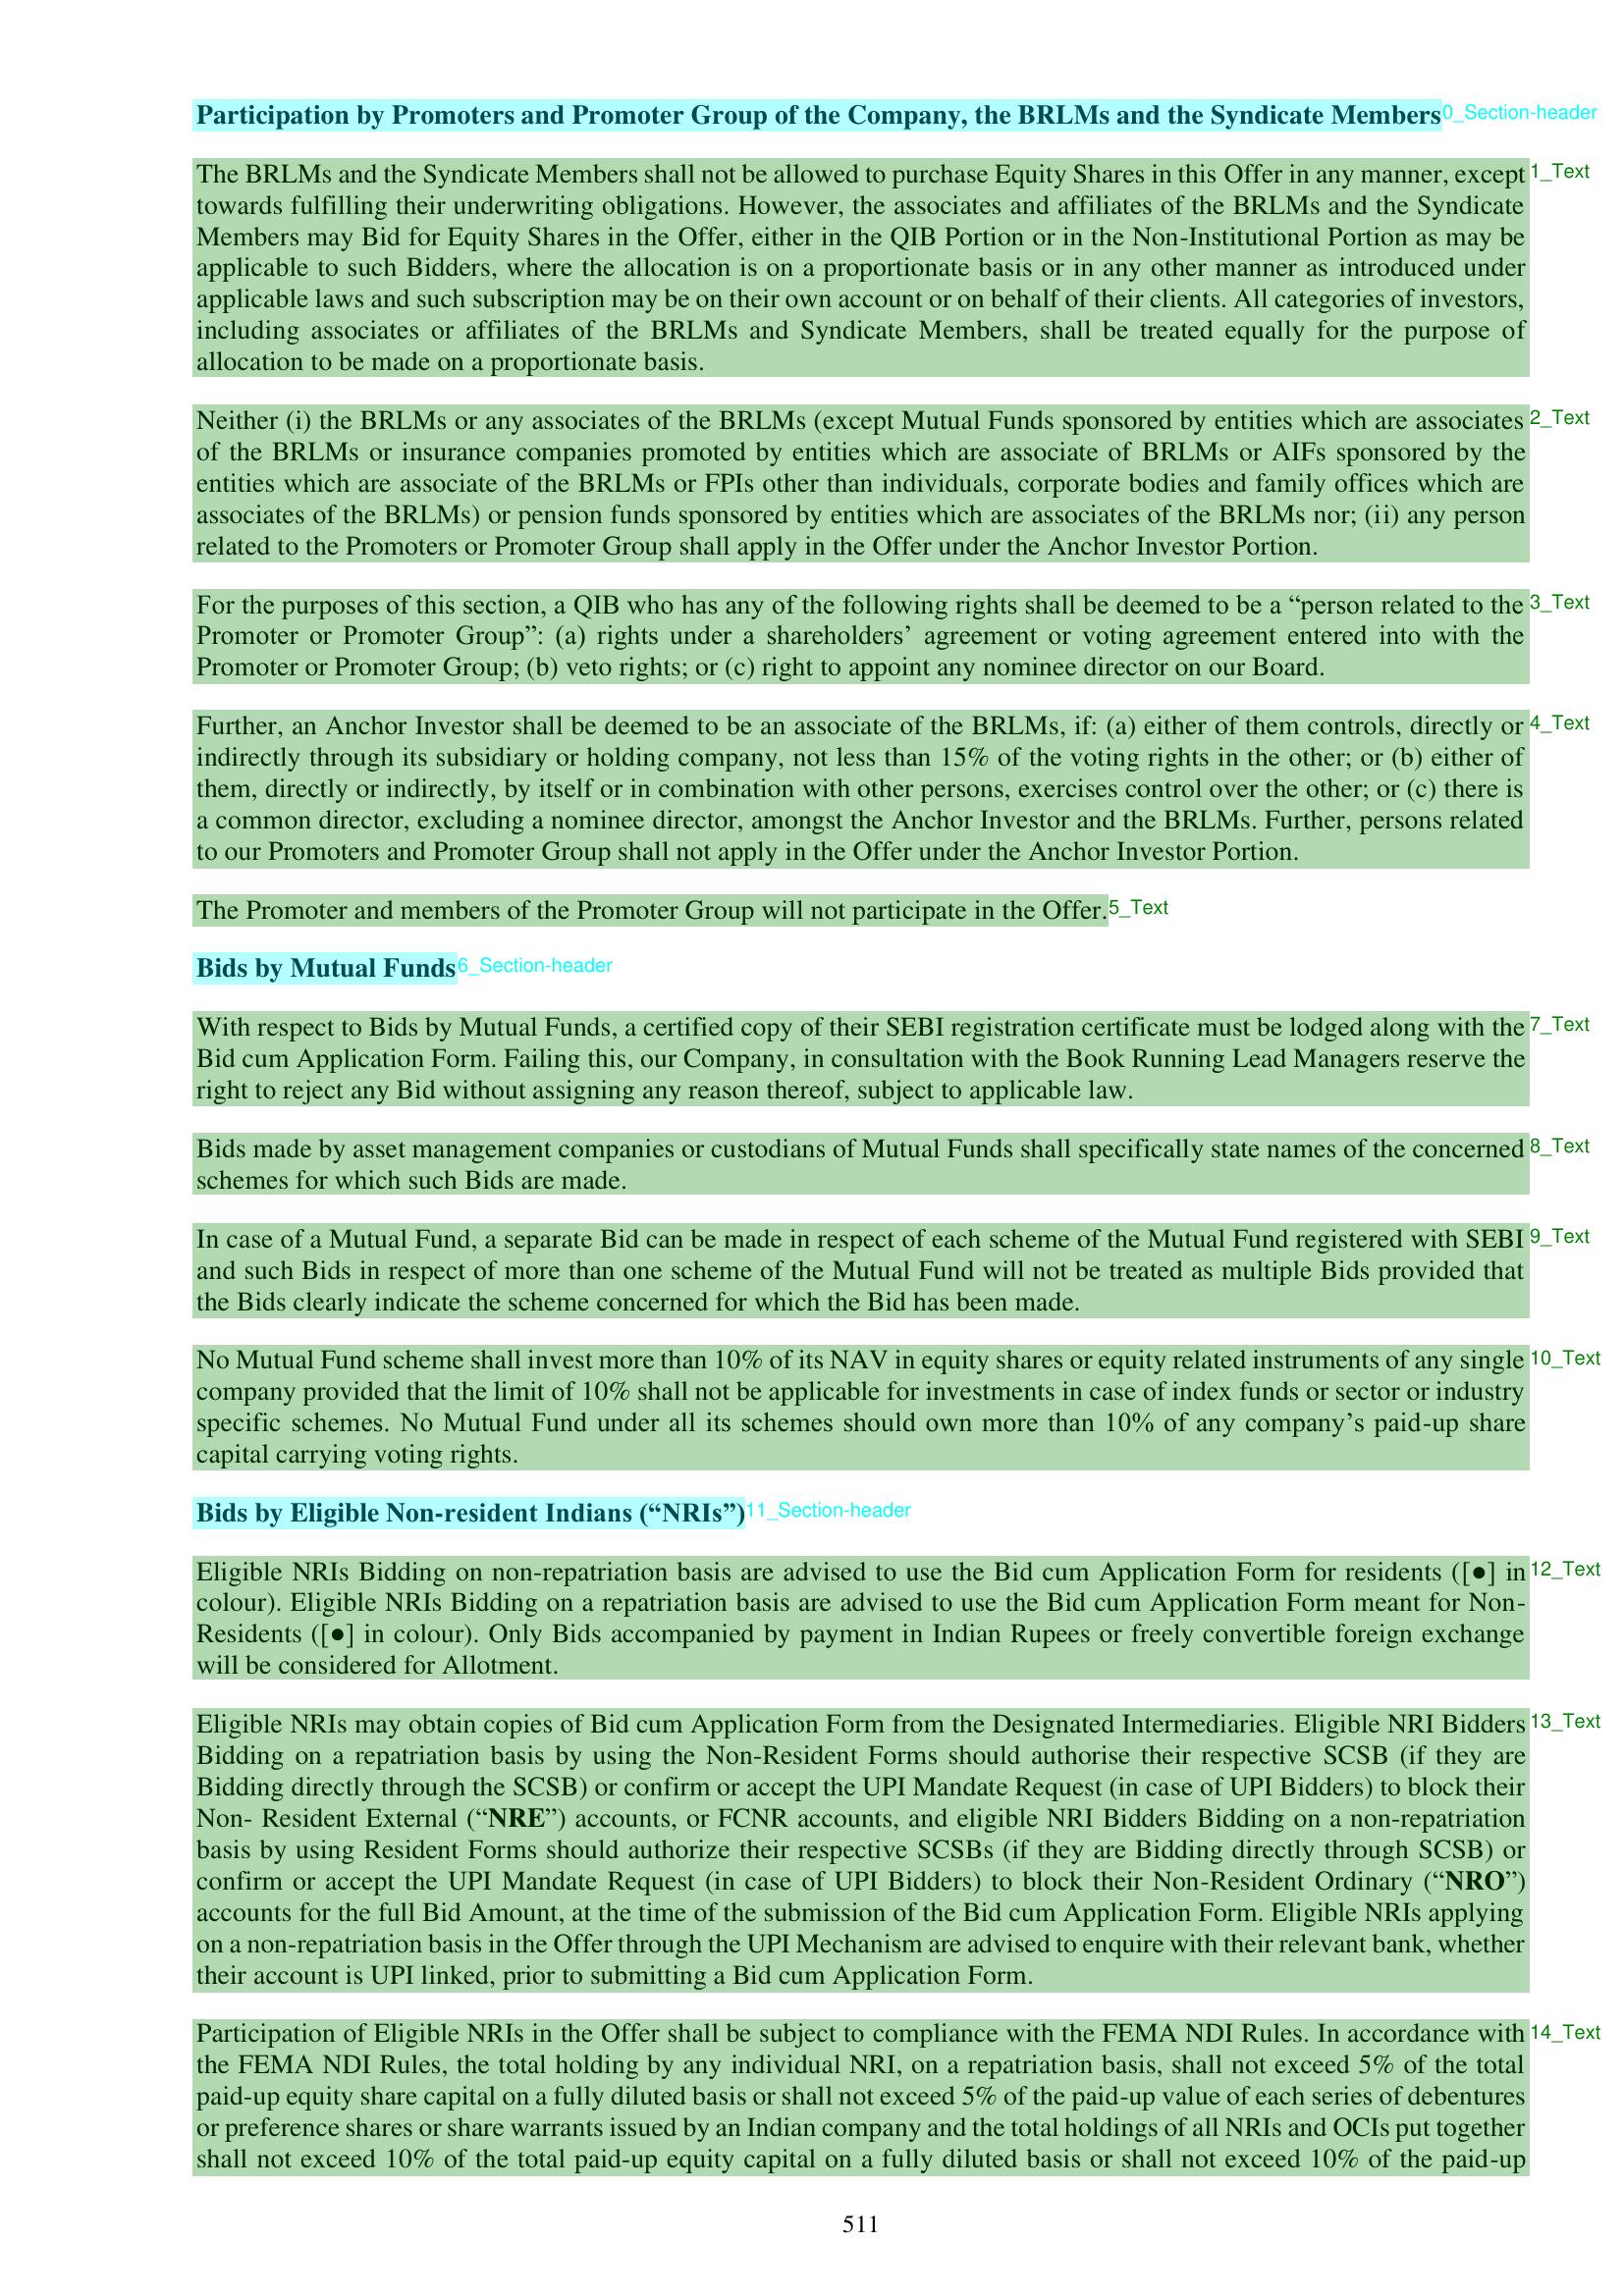 Participation by Promoters and Promoter Group of the Company, the BRLMs and the Syndicate Members 0_Section-header
The BRLMs and the Syndicate Members shall not be allowed to purchase Equity Shares in this Offer in any manner, except 1_Text
towards fulfilling their underwriting obligations. However, the associates and affiliates of the BRLMs and the Syndicate
Members may Bid for Equity Shares in the Offer, either in the QIB Portion or in the Non-Institutional Portion as may be
applicable to such Bidders, where the allocation is on a proportionate basis or in any other manner as introduced under
applicable laws and such subscription may be on their own account or on behalf of their clients. All categories of investors,
including associates or affiliates of the BRLMs and Syndicate Members, shall be treated equally for the purpose of
allocation to be made on a proportionate basis.
Neither (i) the BRLMs or any associates of the BRLMs (except Mutual Funds sponsored by entities which are associates 2_Text
of the BRLMs or insurance companies promoted by entities which are associate of BRLMs or AIFs sponsored by the
entities which are associate of the BRLMs or FPIs other than individuals, corporate bodies and family offices which are
associates of the BRLMs) or pension funds sponsored by entities which are associates of the BRLMs nor; (ii) any person
related to the Promoters or Promoter Group shall apply in the Offer under the Anchor Investor Portion.
For the purposes of this section, a QIB who has any of the following rights shall be deemed to be a “person related to the 3_Text
Promoter or Promoter Group”: (a) rights under a shareholders’ agreement or voting agreement entered into with the
Promoter or Promoter Group; (b) veto rights; or (c) right to appoint any nominee director on our Board.
Further, an Anchor Investor shall be deemed to be an associate of the BRLMs, if: (a) either of them controls, directly or 4_Text
indirectly through its subsidiary or holding company, not less than 15% of the voting rights in the other; or (b) either of
them, directly or indirectly, by itself or in combination with other persons, exercises control over the other; or (c) there is
a common director, excluding a nominee director, amongst the Anchor Investor and the BRLMs. Further, persons related
to our Promoters and Promoter Group shall not apply in the Offer under the Anchor Investor Portion.
The Promoter and members of the Promoter Group will not participate in the Offer. 5_Text
Bids by Mutual Funds 6_Section-header
With respect to Bids by Mutual Funds, a certified copy of their SEBI registration certificate must be lodged along with the 7_Text
Bid cum Application Form. Failing this, our Company, in consultation with the Book Running Lead Managers reserve the
right to reject any Bid without assigning any reason thereof, subject to applicable law.
Bids made by asset management companies or custodians of Mutual Funds shall specifically state names of the concerned 8_Text
schemes for which such Bids are made.
In case of a Mutual Fund, a separate Bid can be made in respect of each scheme of the Mutual Fund registered with SEBI 9_Text
and such Bids in respect of more than one scheme of the Mutual Fund will not be treated as multiple Bids provided that
the Bids clearly indicate the scheme concerned for which the Bid has been made.
No Mutual Fund scheme shall invest more than 10% of its NAV in equity shares or equity related instruments of any single 10_Text
company provided that the limit of 10% shall not be applicable for investments in case of index funds or sector or industry
specific schemes. No Mutual Fund under all its schemes should own more than 10% of any company’s paid-up share
capital carrying voting rights.
Bids by Eligible Non-resident Indians (“NRIs”) 11_Section-header
Eligible NRIs Bidding on non-repatriation basis are advised to use the Bid cum Application Form for residents ([●] in 12_Text
colour). Eligible NRIs Bidding on a repatriation basis are advised to use the Bid cum Application Form meant for Non-
Residents ([●] in colour). Only Bids accompanied by payment in Indian Rupees or freely convertible foreign exchange
will be considered for Allotment.
Eligible NRIs may obtain copies of Bid cum Application Form from the Designated Intermediaries. Eligible NRI Bidders 13_Text
Bidding on a repatriation basis by using the Non-Resident Forms should authorise their respective SCSB (if they are
Bidding directly through the SCSB) or confirm or accept the UPI Mandate Request (in case of UPI Bidders) to block their
Non- Resident External (“NRE”) accounts, or FCNR accounts, and eligible NRI Bidders Bidding on a non-repatriation
basis by using Resident Forms should authorize their respective SCSBs (if they are Bidding directly through SCSB) or
confirm or accept the UPI Mandate Request (in case of UPI Bidders) to block their Non-Resident Ordinary (“NRO”)
accounts for the full Bid Amount, at the time of the submission of the Bid cum Application Form. Eligible NRIs applying
on a non-repatriation basis in the Offer through the UPI Mechanism are advised to enquire with their relevant bank, whether
their account is UPI linked, prior to submitting a Bid cum Application Form.
Participation of Eligible NRIs in the Offer shall be subject to compliance with the FEMA NDI Rules. In accordance with 14_Text
the FEMA NDI Rules, the total holding by any individual NRI, on a repatriation basis, shall not exceed 5% of the total
paid-up equity share capital on a fully diluted basis or shall not exceed 5% of the paid-up value of each series of debentures
or preference shares or share warrants issued by an Indian company and the total holdings of all NRIs and OCIs put together
shall not exceed 10% of the total paid-up equity capital on a fully diluted basis or shall not exceed 10% of the paid-up
511